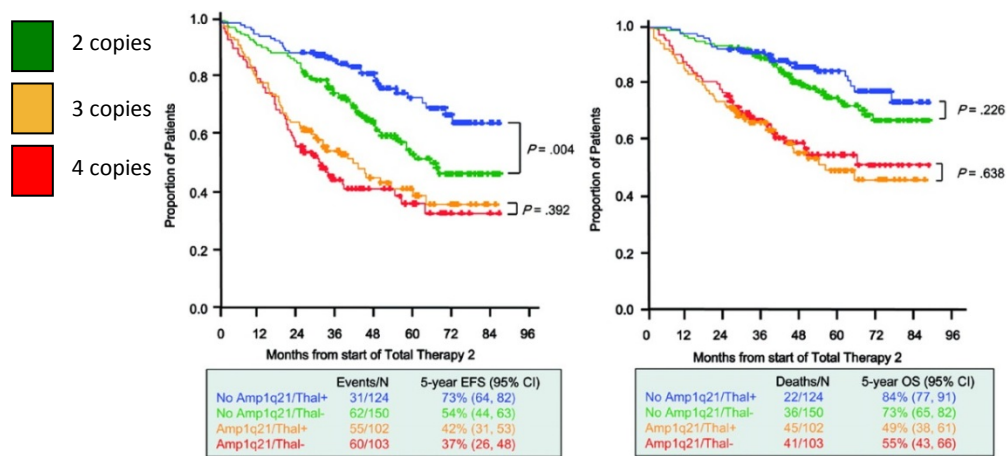 2 copies
3 copies
4 copies
Proportion of Patients
1.0
0.8
0.6
0.4
0.2
0.0
P = .004
P = .392
0 12 24 36 48 60 72 84 96
Months from start of Total Therapy 2
Events/N 5-year EFS (95% CI)
No Amp1q21/Thal+ 31/124 73% (64, 82)
No Amp1q21/Thal- 62/150 54% (44, 63)
Amp1q21/Thal+ 55/102 42% (31, 53)
Amp1q21/Thal- 60/103 37% (26, 48)
Proportion of Patients
1.0
0.8
0.6
0.4
0.2
0.0
P = .226
P = .638
0 12 24 36 48 60 72 84 96
Months from start of Total Therapy 2
Deaths/N 5-year OS (95% CI)
No Amp1q21/Thal+ 22/124 84% (77, 91)
No Amp1q21/Thal- 36/150 73% (65, 82)
Amp1q21/Thal+ 45/102 49% (38, 61)
Amp1q21/Thal- 41/103 55% (43, 66)